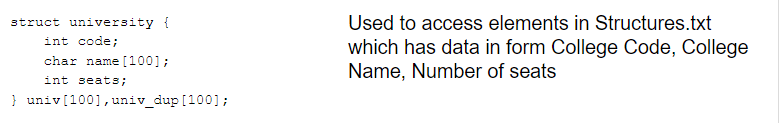 struct university {
    int code;
    char name[100];
    int seats;
} univ[100],univ_dup[100];
Used to access elements in Structures.txt
which has data in form College Code, College
Name, Number of seats